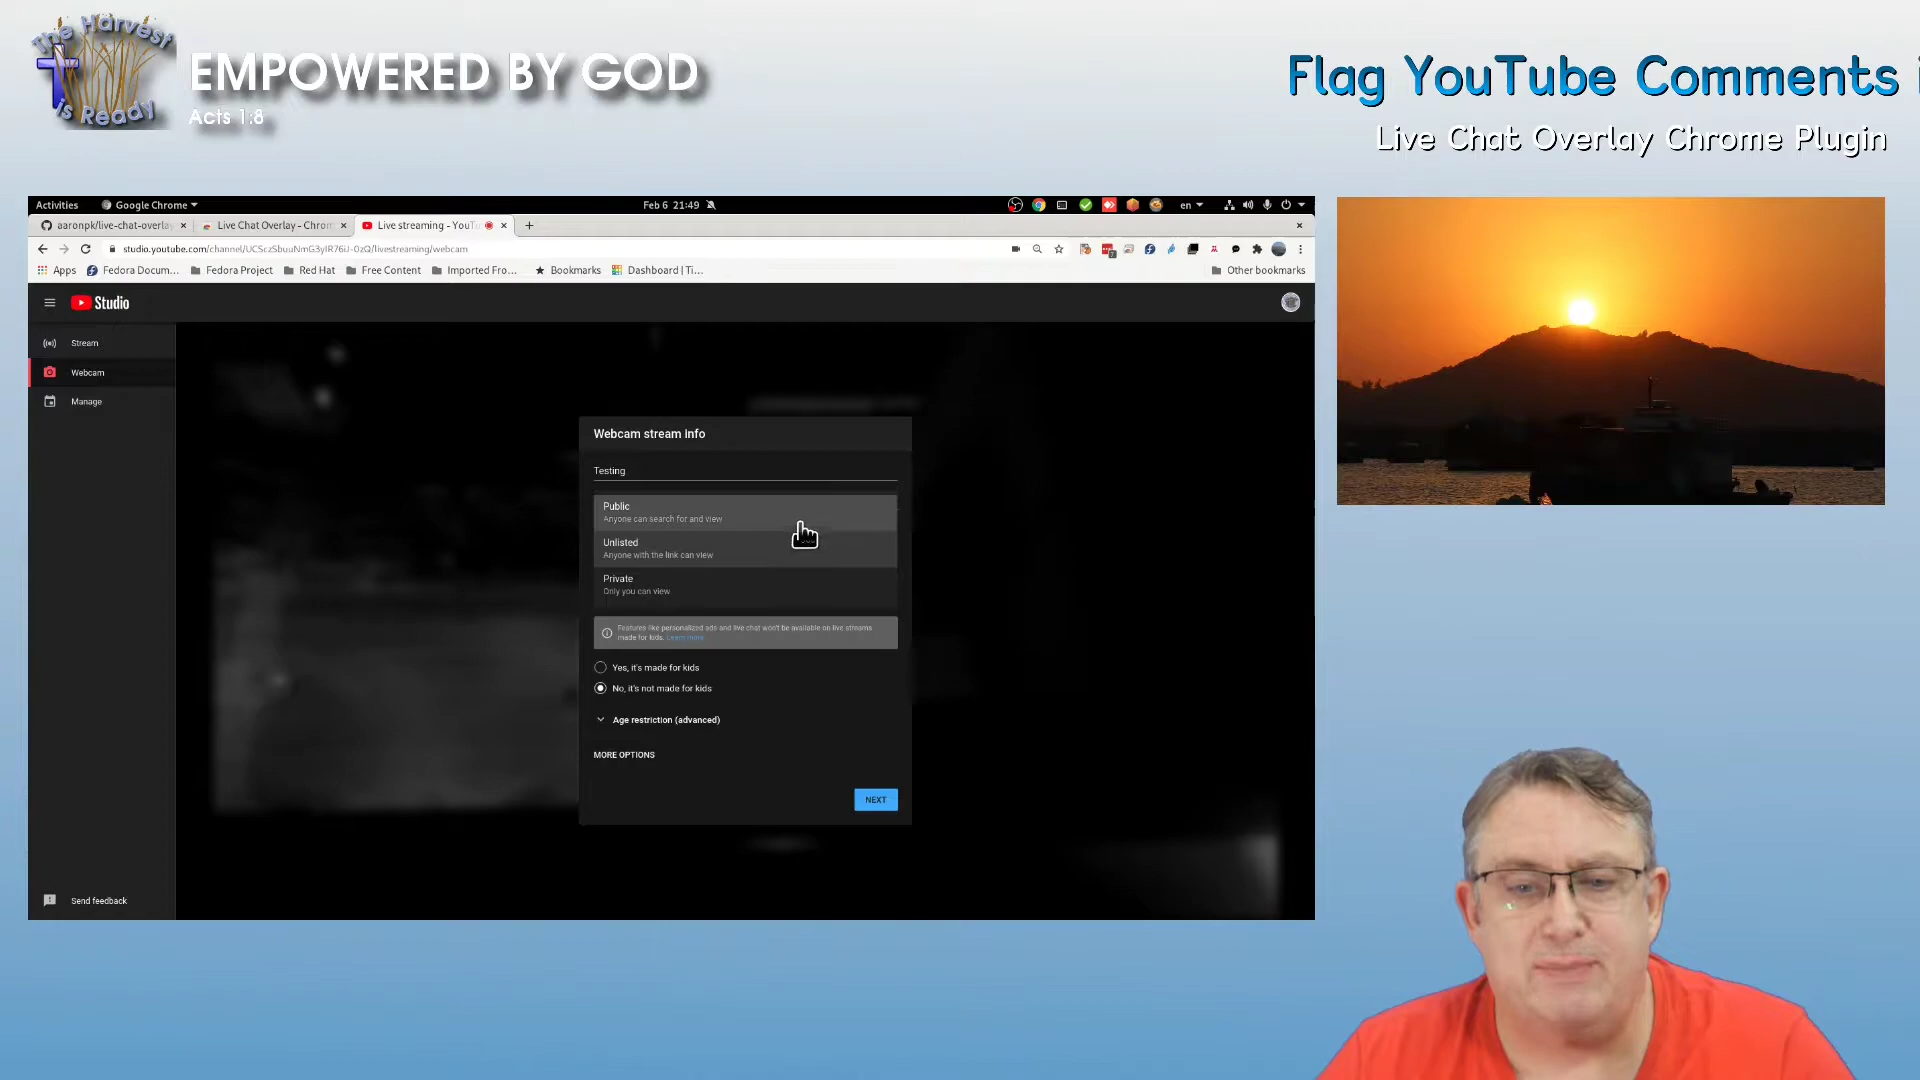 The Harvest
is Ready
EMPOWERED BY GOD
Acts 1:8
Flag YouTube Comments
Live Chat Overlay Chrome Plugin
Activities
Google Chrome
Feb 6 21:49
en
aaronpk/live-chat-overlay
Live Chat Overlay - Chrom
Live streaming - YouTu
studio.youtube.com/channel/UCSczSbuuNmG3yIR76iJ-0zQ/livestreaming/webcam
Apps
Fedora Docum...
Fedora Project
Red Hat
Free Content
Imported Fro...
Bookmarks
Dashboard | Ti...
Other bookmarks
Studio
Stream
Webcam
Manage
Webcam stream info
Testing
Public
Anyone can search for and view
Unlisted
Anyone with the link can view
Private
Only you can view
Features like personalized ads and live chat won't be available on live streams
made for kids. Learn more
Yes, it's made for kids
No, it's not made for kids
Age restriction (advanced)
MORE OPTIONS
NEXT
Send feedback